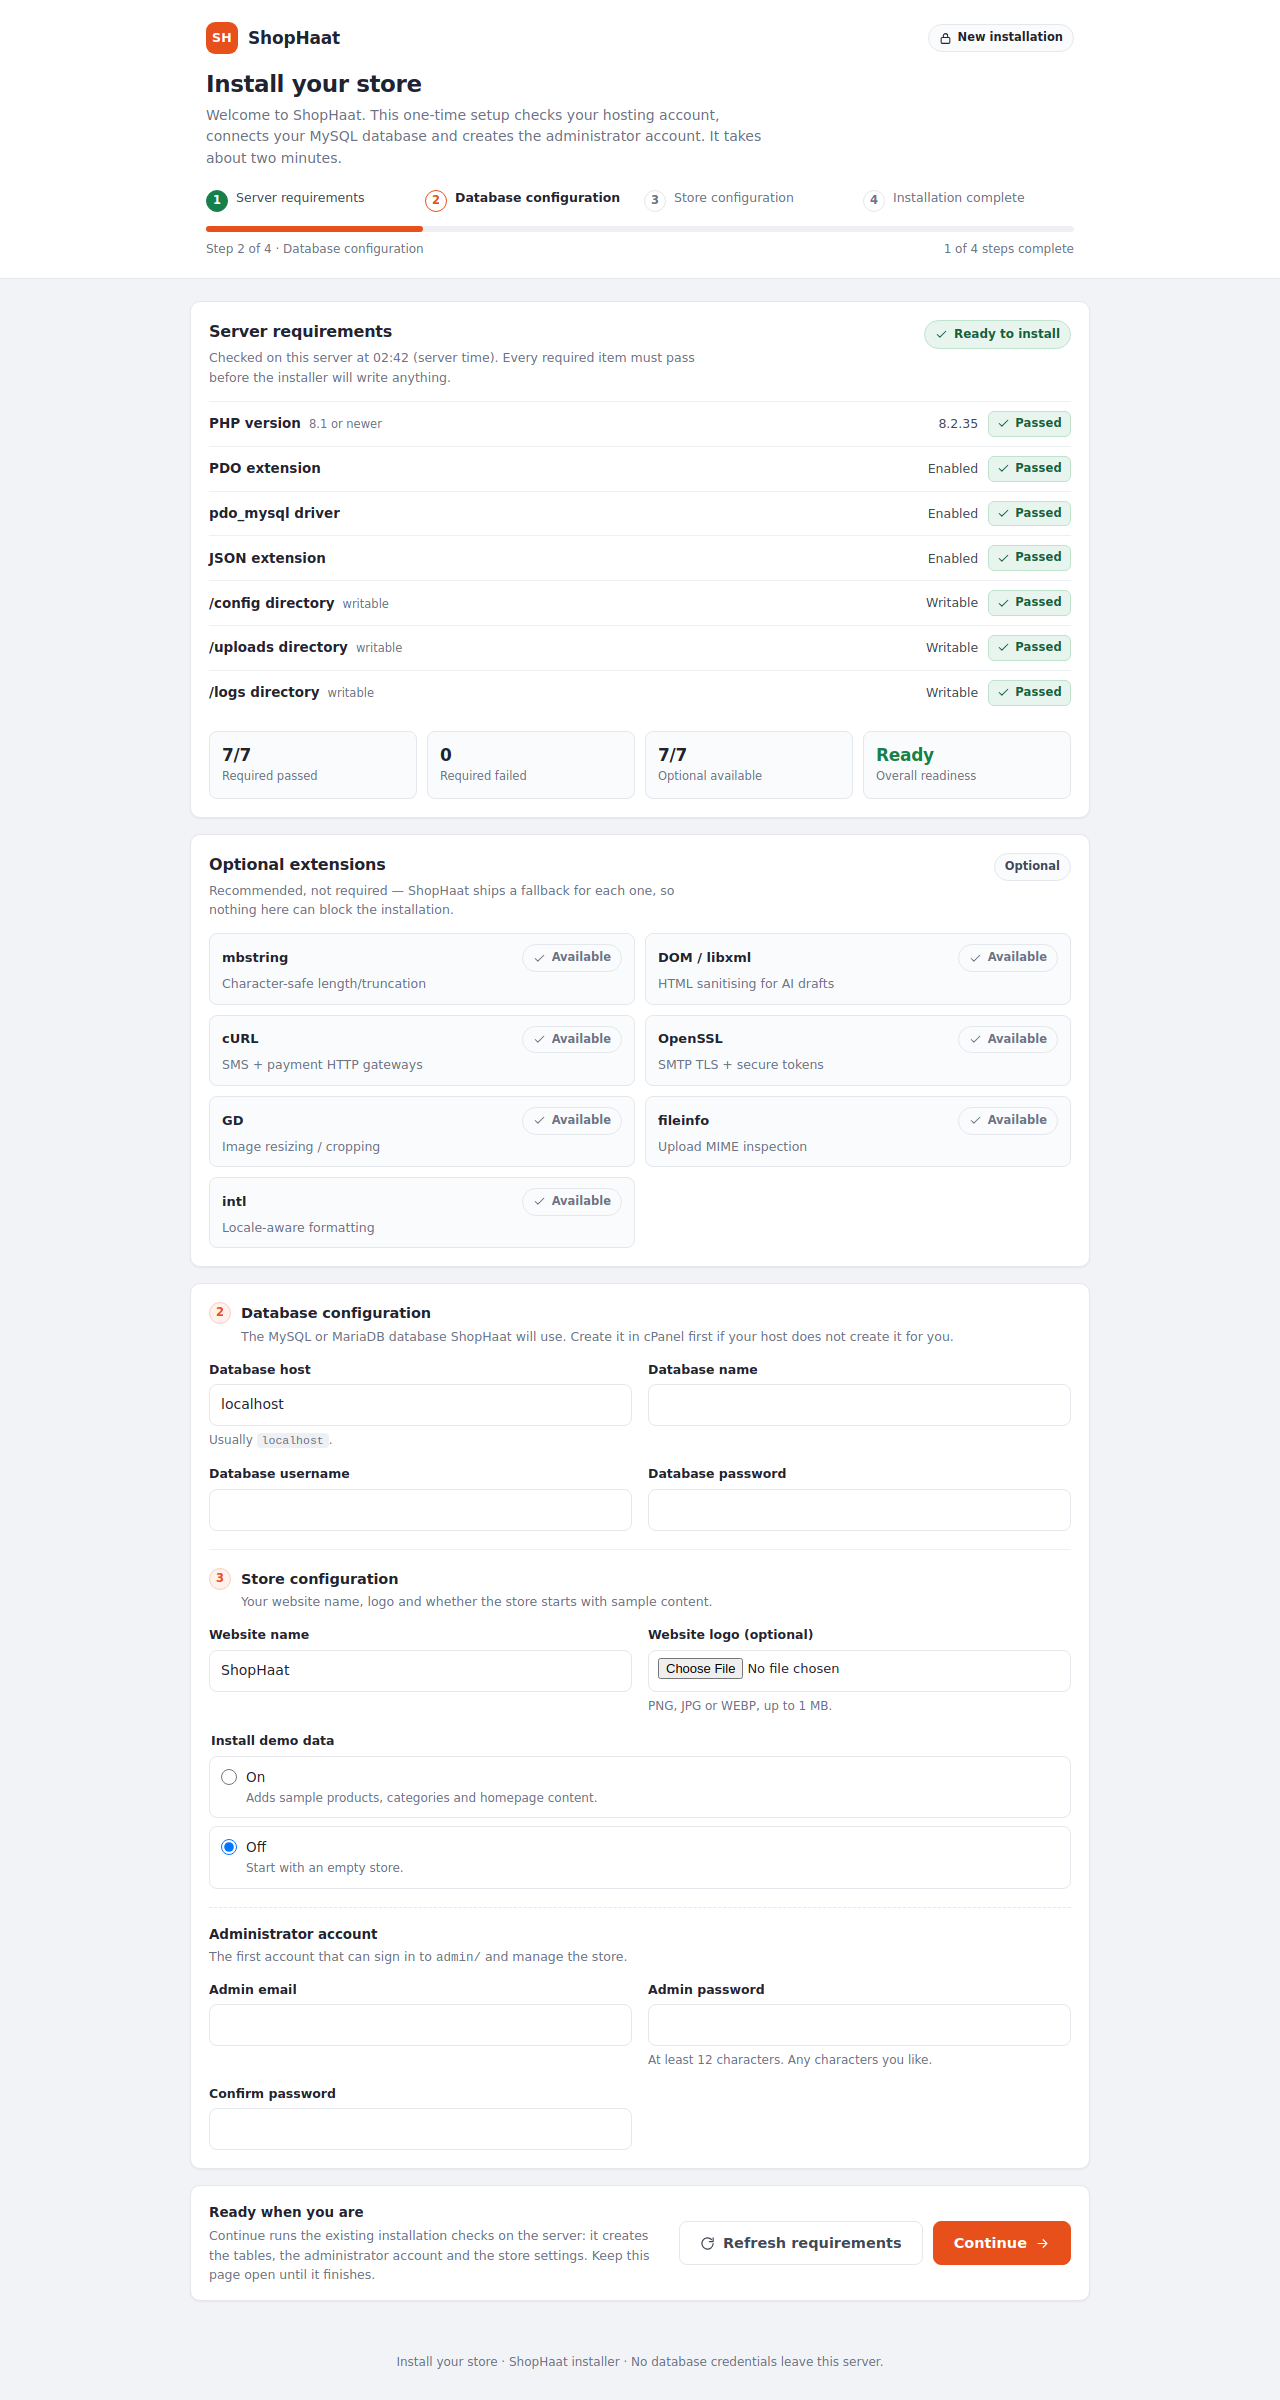 SH ShopHaat
New installation
Install your store
Welcome to ShopHaat. This one-time setup checks your hosting account,
connects your MySQL database and creates the administrator account. It takes
about two minutes.
1 Server requirements
2 Database configuration
3 Store configuration
4 Installation complete
Step 2 of 4 · Database configuration
1 of 4 steps complete
Server requirements
Ready to install
Checked on this server at 02:42 (server time). Every required item must pass
before the installer will write anything.
PHP version 8.1 or newer 8.2.35 Passed
PDO extension Enabled Passed
pdo_mysql driver Enabled Passed
JSON extension Enabled Passed
/config directory writable Writable Passed
/uploads directory writable Writable Passed
/logs directory writable Writable Passed
7/7
Required passed
0
Required failed
7/7
Optional available
Ready
Overall readiness
Optional extensions
Optional
Recommended, not required — ShopHaat ships a fallback for each one, so
nothing here can block the installation.
mbstring Available
Character-safe length/truncation
DOM / libxml Available
HTML sanitising for AI drafts
cURL Available
SMS + payment HTTP gateways
OpenSSL Available
SMTP TLS + secure tokens
GD Available
Image resizing / cropping
fileinfo Available
Upload MIME inspection
intl Available
Locale-aware formatting
2 Database configuration
The MySQL or MariaDB database ShopHaat will use. Create it in cPanel first if your host does not create it for you.
Database host
localhost
Usually localhost.
Database name
Database username
Database password
3 Store configuration
Your website name, logo and whether the store starts with sample content.
Website name
ShopHaat
Website logo (optional)
Choose File No file chosen
PNG, JPG or WEBP, up to 1 MB.
Install demo data
On
Adds sample products, categories and homepage content.
Off
Start with an empty store.
Administrator account
The first account that can sign in to admin/ and manage the store.
Admin email
Admin password
At least 12 characters. Any characters you like.
Confirm password
Ready when you are
Continue runs the existing installation checks on the server: it creates
the tables, the administrator account and the store settings. Keep this
page open until it finishes.
Refresh requirements
Continue →
Install your store · ShopHaat installer · No database credentials leave this server.